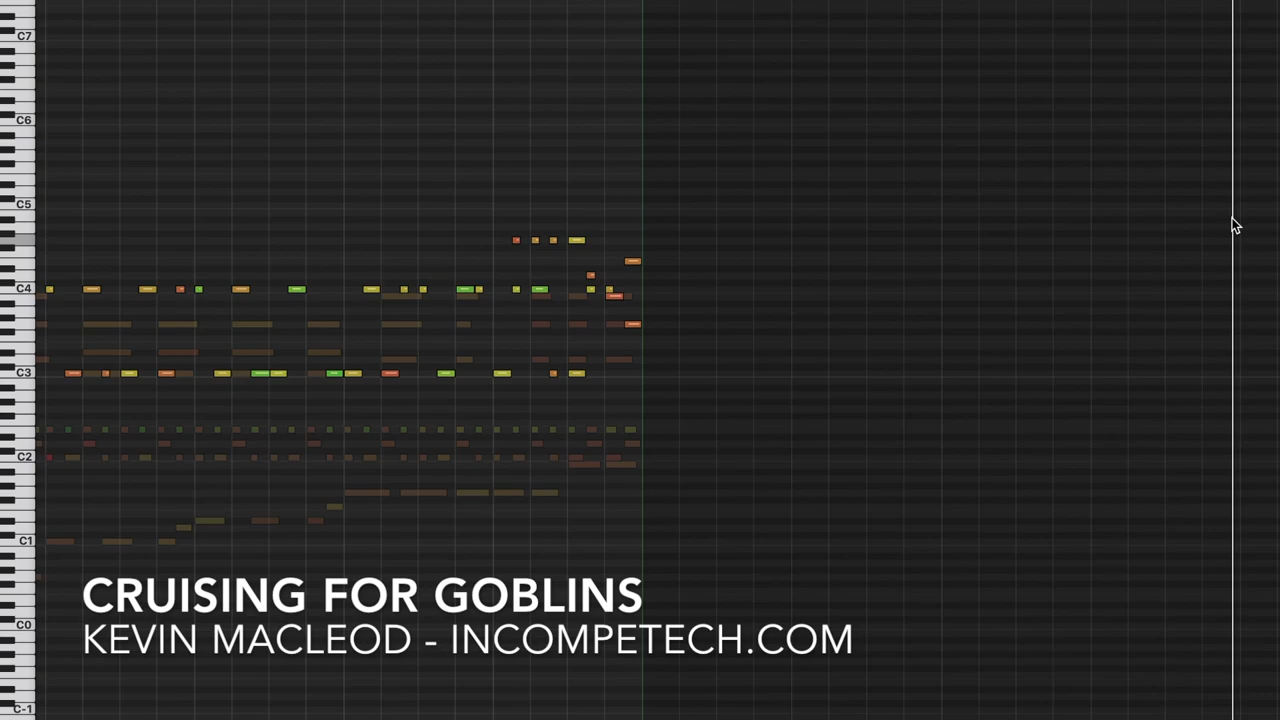 C7
C6
C5
C4
C3
C2
C1
CRUISING FOR GOBLINS
C0
KEVIN MACLEOD - INCOMPETECH.COM
C-1